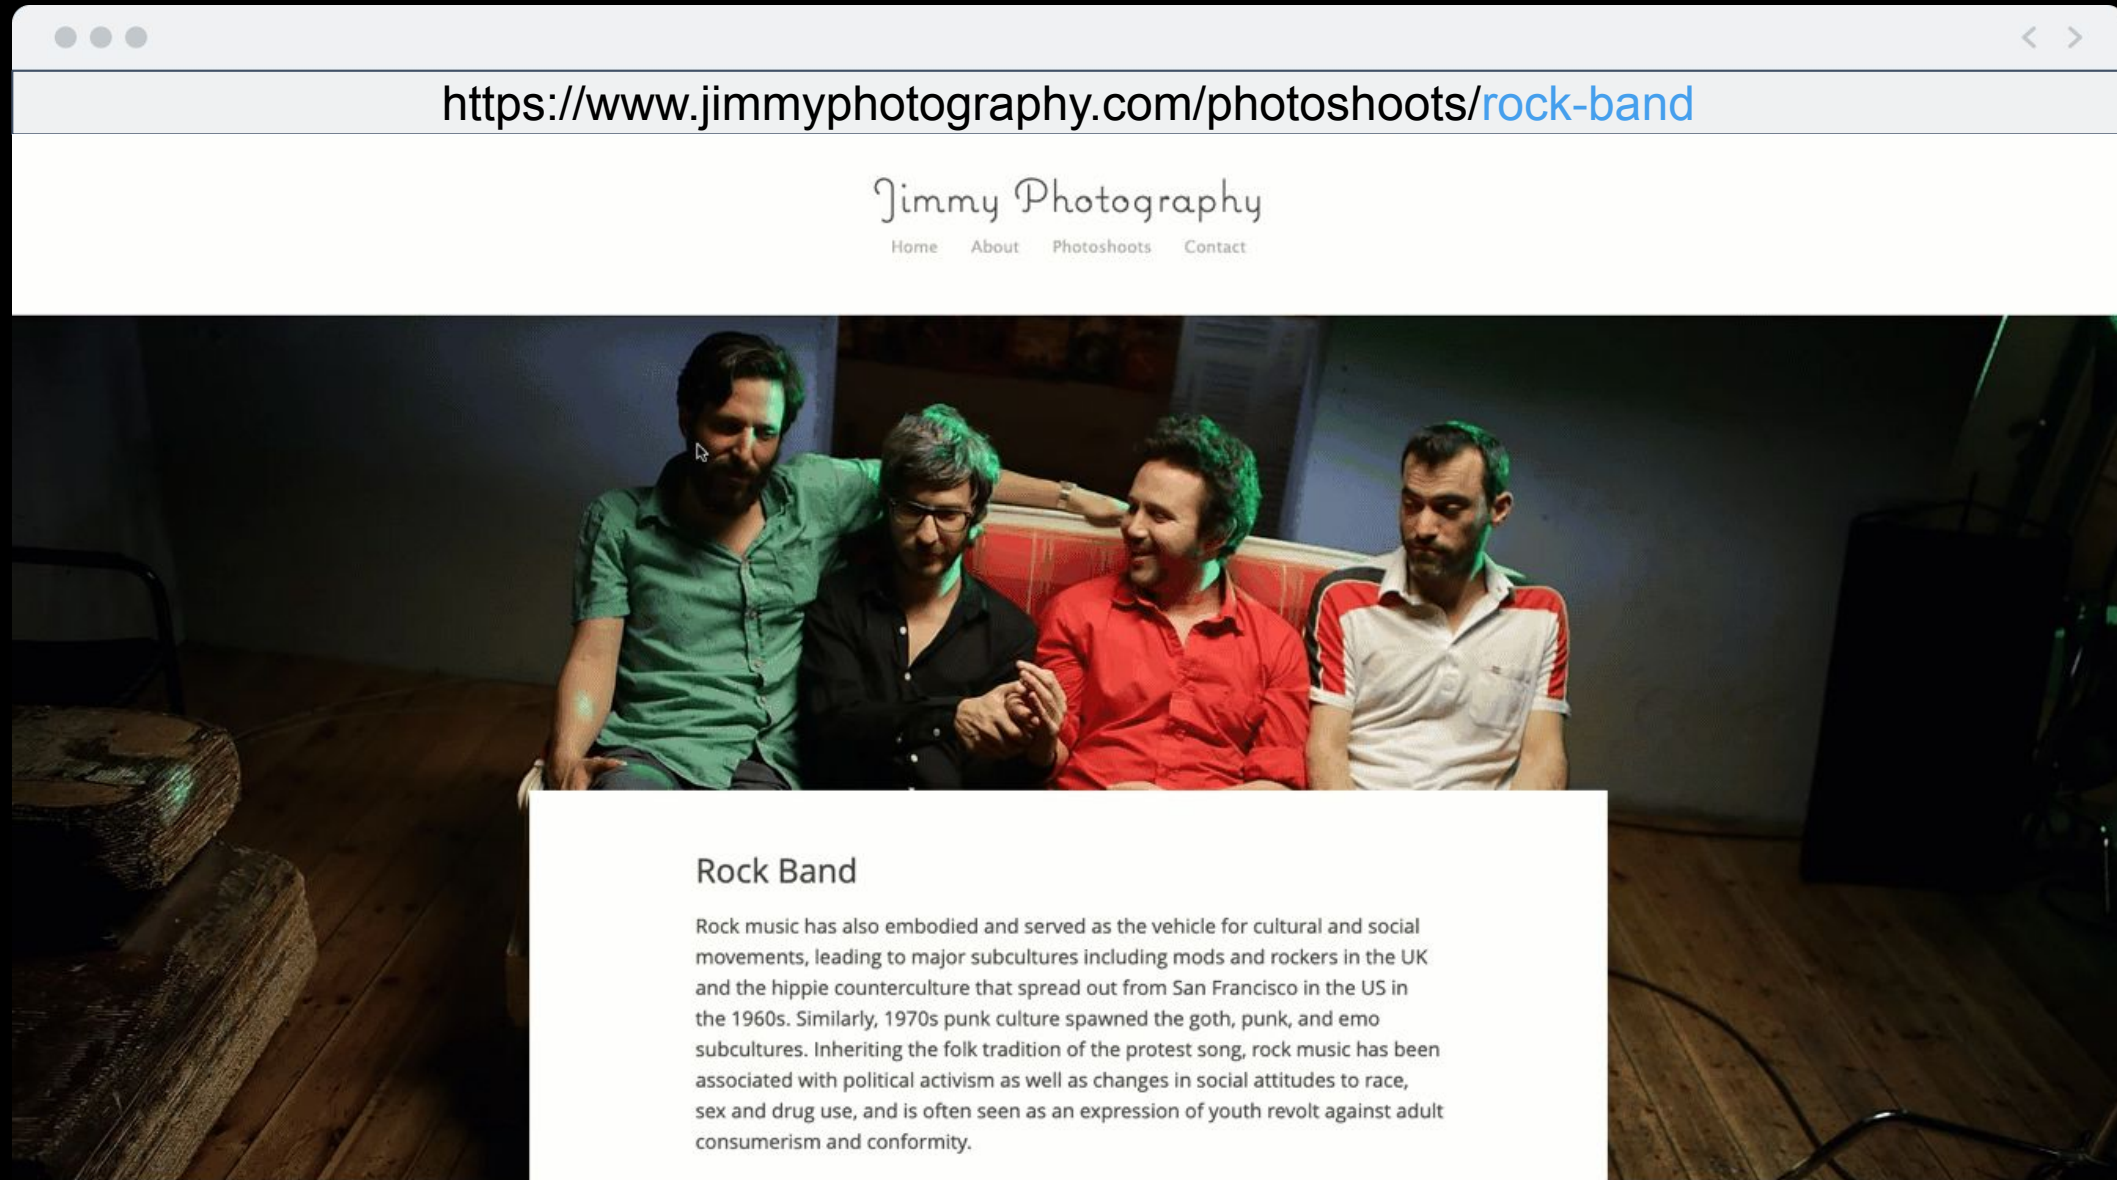 https://www.jimmyphotography.com/photoshoots/rock-band
Jimmy Photography
Home About Photoshoots Contact
Rock Band
Rock music has also embodied and served as the vehicle for cultural and social
movements, leading to major subcultures including mods and rockers in the UK
and the hippie counterculture that spread out from San Francisco in the US in
the 1960s. Similarly, 1970s punk culture spawned the goth, punk, and emo
subcultures. Inheriting the folk tradition of the protest song, rock music has been
associated with political activism as well as changes in social attitudes to race,
sex and drug use, and is often seen as an expression of youth revolt against adult
consumerism and conformity.